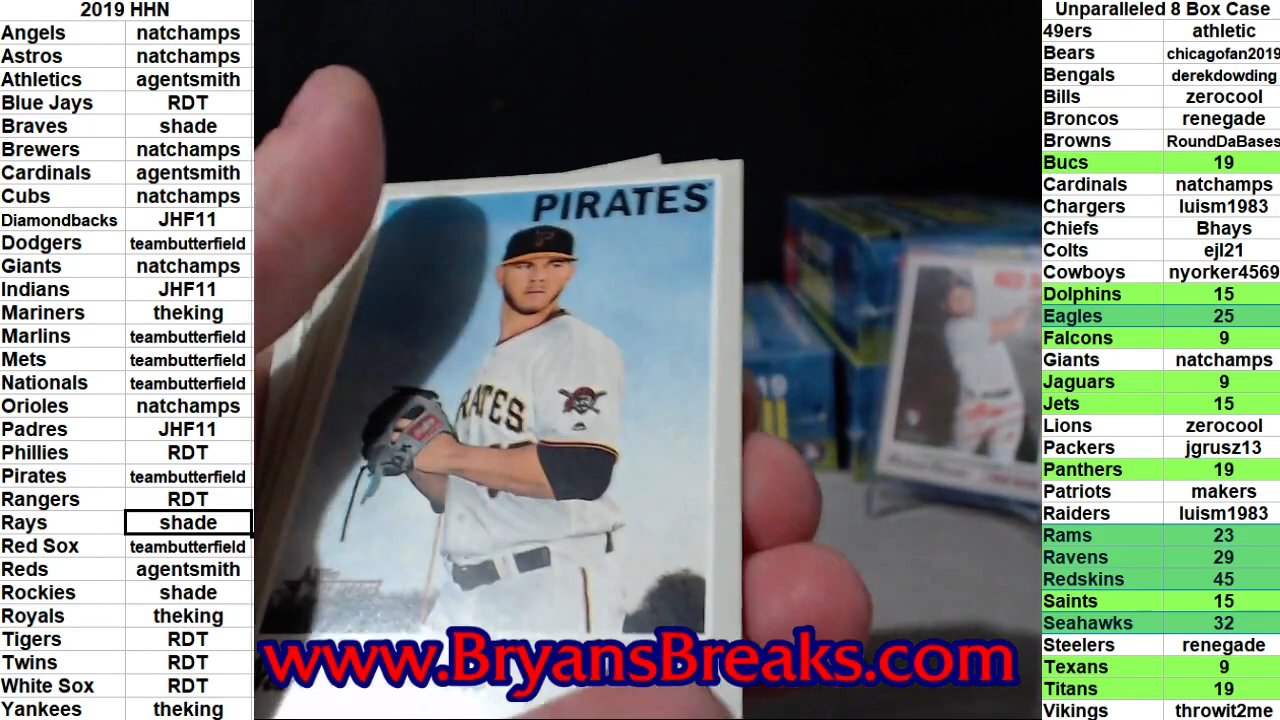 2019 HHN
Angels natchamps
Astros natchamps
Athletics agentsmith
Blue Jays RDT
Braves shade
Brewers natchamps
Cardinals agentsmith
Cubs natchamps
Diamondbacks JHF11
Dodgers teambutterfield
Giants natchamps
Indians JHF11
Mariners theking
Marlins teambutterfield
Mets teambutterfield
Nationals teambutterfield
Orioles natchamps
Padres JHF11
Phillies RDT
Pirates teambutterfield
Rangers RDT
Rays shade
Red Sox teambutterfield
Reds agentsmith
Rockies shade
Royals theking
Tigers RDT
Twins RDT
White Sox RDT
Yankees theking
PIRATES
PIRATES
www.BryansBreaks.com
Unparalleled 8 Box Case
49ers athletic
Bears chicagofan2019
Bengals derekdowding
Bills zerocool
Broncos renegade
Browns RoundDaBases
Bucs 19
Cardinals natchamps
Chargers luism1983
Chiefs Bhays
Colts ejl21
Cowboys nyorker4569
Dolphins 15
Eagles 25
Falcons 9
Giants natchamps
Jaguars 9
Jets 15
Lions zerocool
Packers jgrusz13
Panthers 19
Patriots makers
Raiders luism1983
Rams 23
Ravens 29
Redskins 45
Saints 15
Seahawks 32
Steelers renegade
Texans 9
Titans 19
Vikings throwit2me